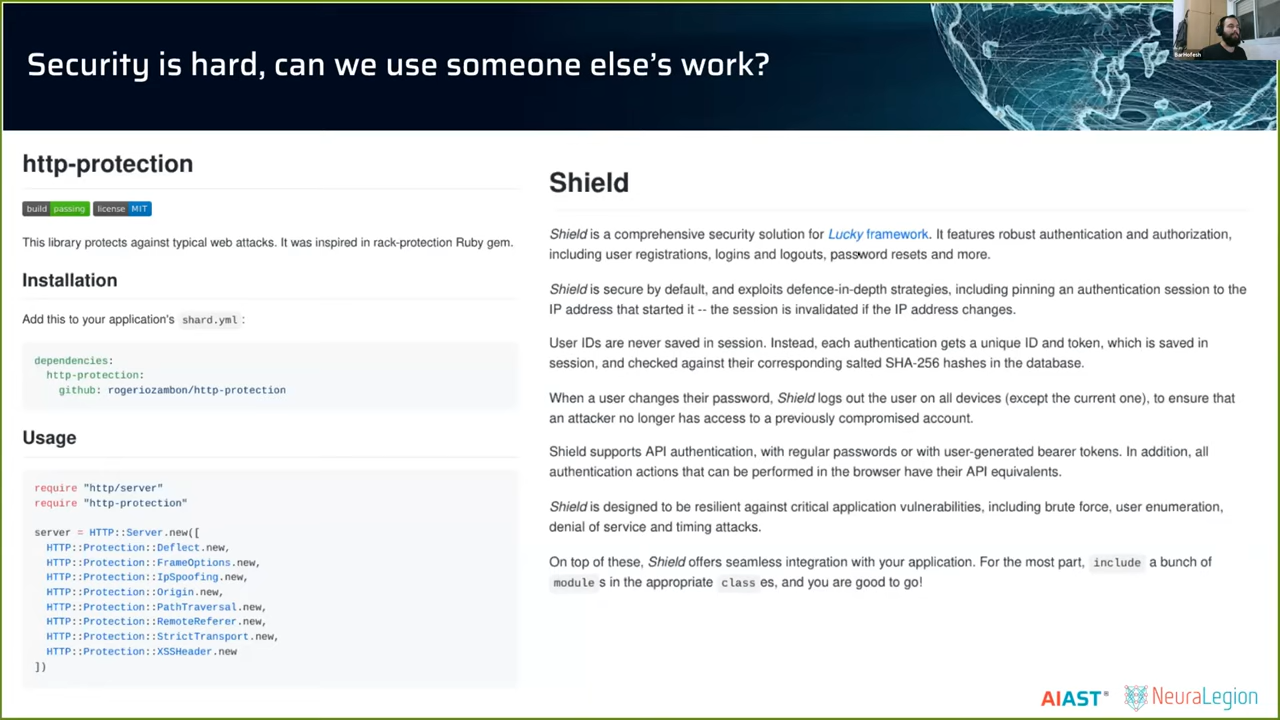 Security is hard, can we use someone else's work?
BarHofesh
http-protection
build passing license MIT
This library protects against typical web attacks. It was inspired in rack-protection Ruby gem.
Installation
Add this to your application's shard.yml :
dependencies:
http-protection:
github: rogeriozambon/http-protection
Usage
require "http/server"
require "http-protection"
server = HTTP::Server.new([
HTTP::Protection::Deflect.new,
HTTP::Protection::FrameOptions.new,
HTTP::Protection::IpSpoofing.new,
HTTP::Protection::Origin.new,
HTTP::Protection::PathTraversal.new,
HTTP::Protection::RemoteReferer.new,
HTTP::Protection::StrictTransport.new,
HTTP::Protection::XSSHeader.new
])
Shield
Shield is a comprehensive security solution for Lucky framework. It features robust authentication and authorization,
including user registrations, logins and logouts, password resets and more.
Shield is secure by default, and exploits defence-in-depth strategies, including pinning an authentication session to the
IP address that started it -- the session is invalidated if the IP address changes.
User IDs are never saved in session. Instead, each authentication gets a unique ID and token, which is saved in
session, and checked against their corresponding salted SHA-256 hashes in the database.
When a user changes their password, Shield logs out the user on all devices (except the current one), to ensure that
an attacker no longer has access to a previously compromised account.
Shield supports API authentication, with regular passwords or with user-generated bearer tokens. In addition, all
authentication actions that can be performed in the browser have their API equivalents.
Shield is designed to be resilient against critical application vulnerabilities, including brute force, user enumeration,
denial of service and timing attacks.
On top of these, Shield offers seamless integration with your application. For the most part, include a bunch of
module s in the appropriate class es, and you are good to go!
AIAST® NeuraLegion